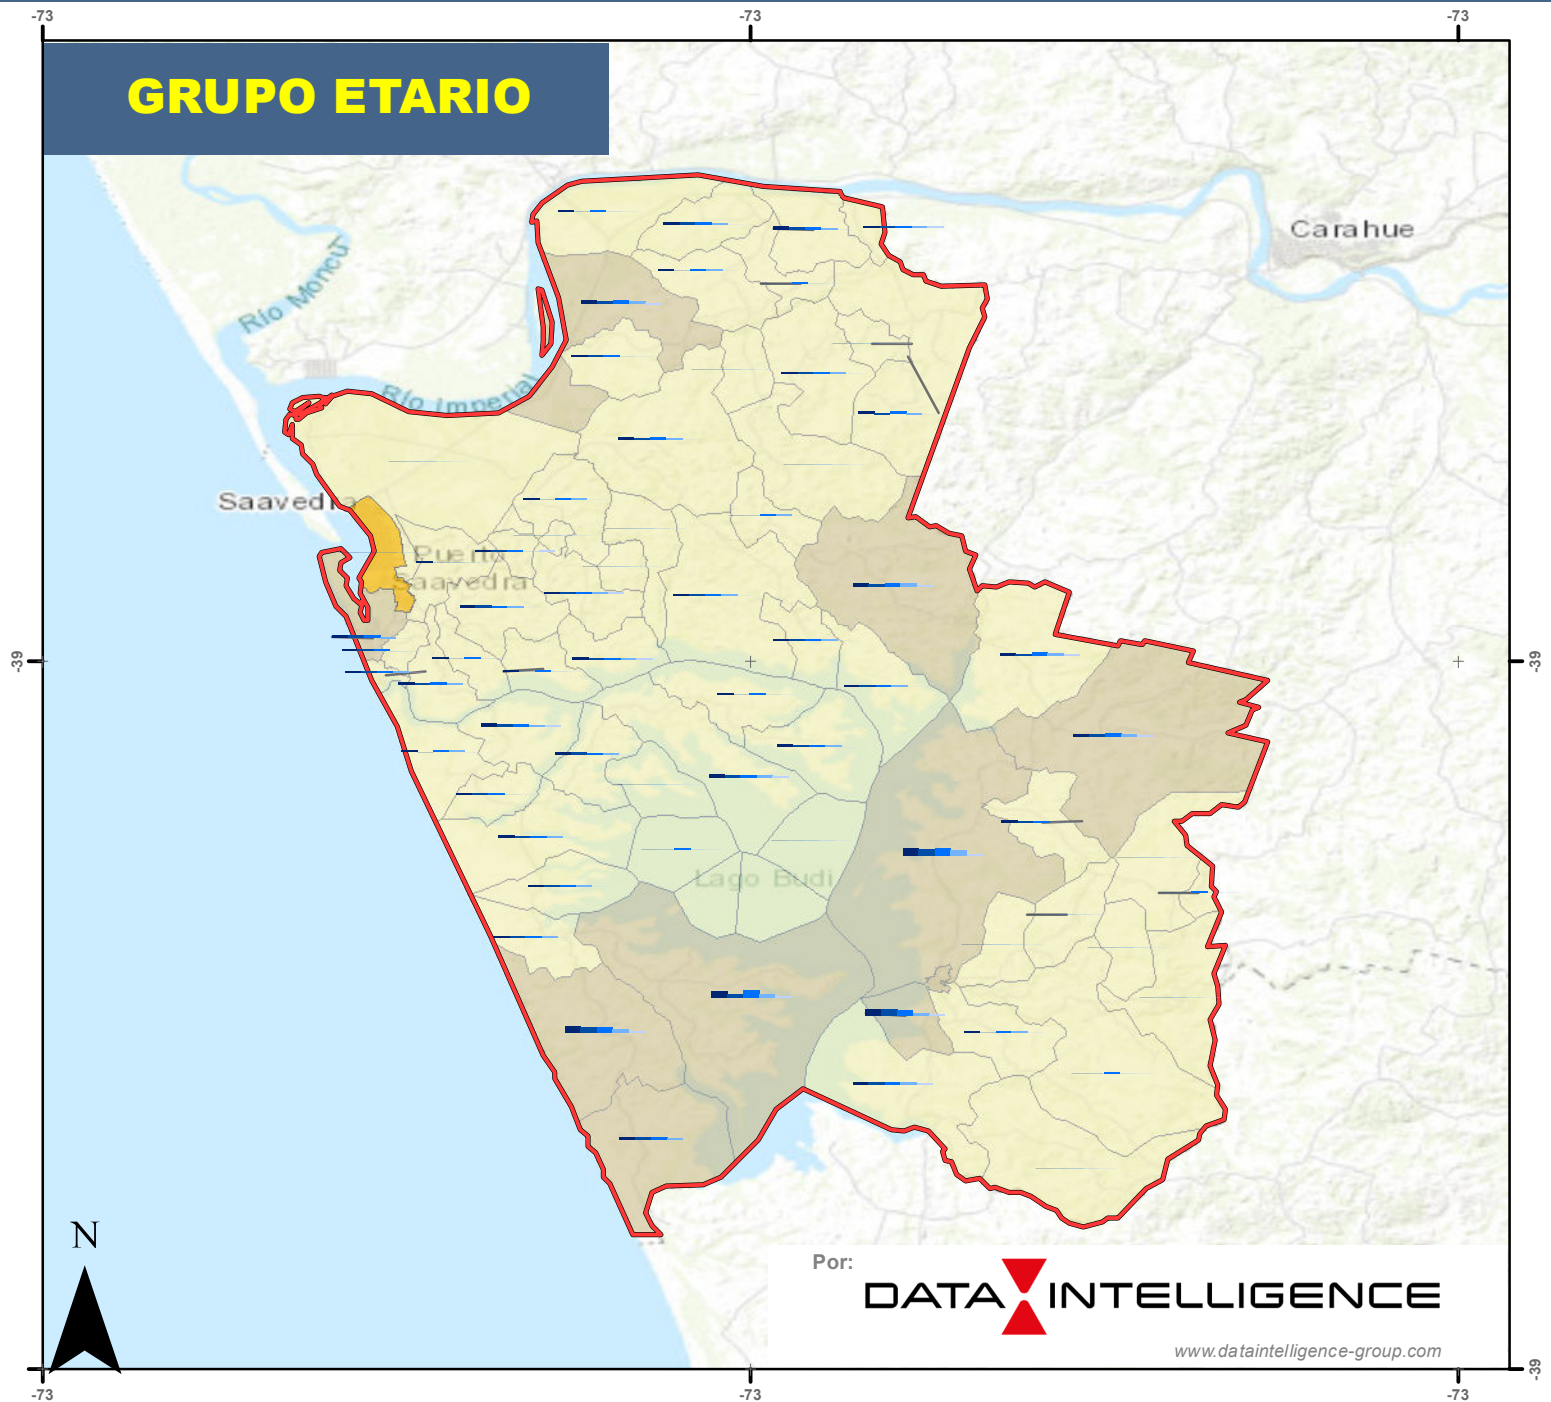 -73 -73 -73
GRUPO ETARIO
Carahue
Río Moncul
Río Imperial
Saavedra
Puerto
Saavedra
-39 -39
Lago Budi
N
Por:
DATA INTELLIGENCE
www.dataintelligence-group.com
-39
-73 -73 -73